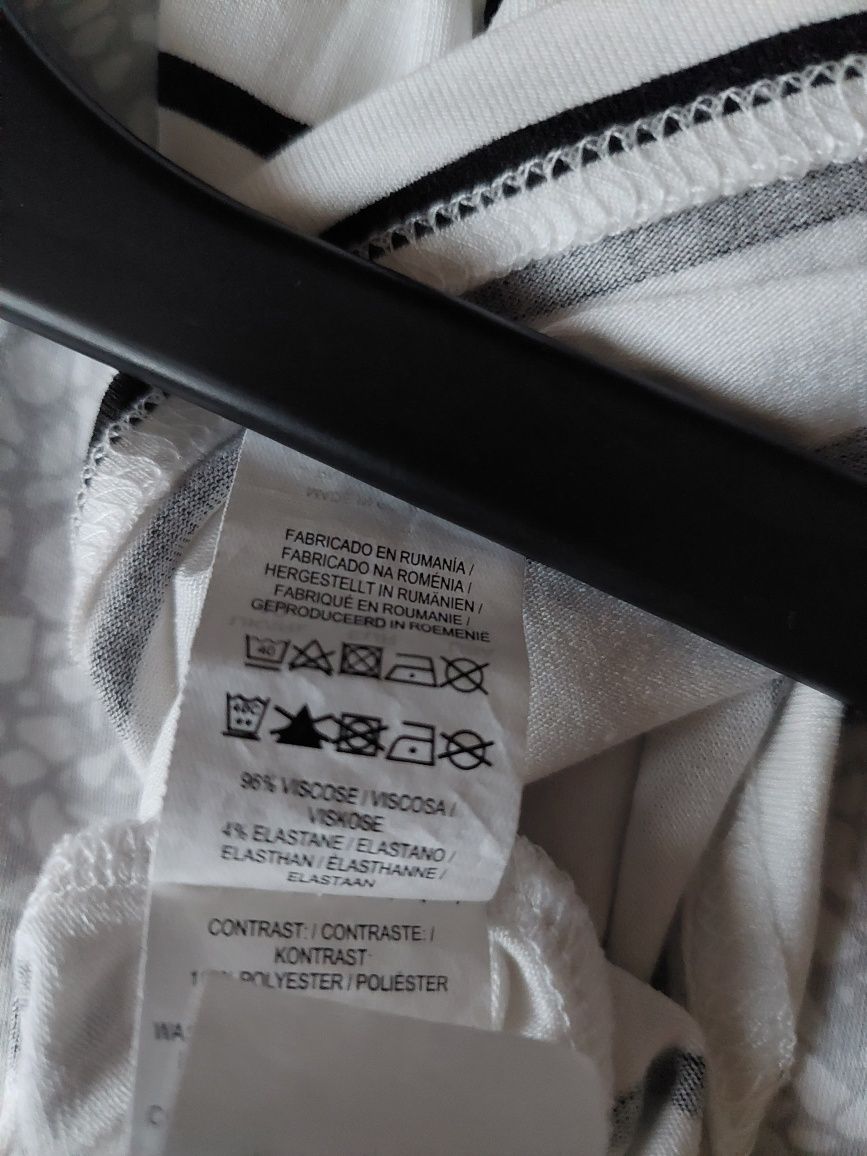 FABRICADO EN RUMANÍA /
FABRICADO NA ROMÉNIA /
HERGESTELLT IN RUMÄNIEN /
FABRIQUÉ EN ROUMANIE /
GEPRODUCEERD IN ROEMENIE
40
40C
96% VISCOSE / VISCOSA /
VISKOSE
4% ELASTANE / ELASTANO /
ELASTHAN / ÉLASTHANNE /
ELASTAAN
CONTRAST: / CONTRASTE: /
KONTRAST:
POLYESTER / POLIÉSTER